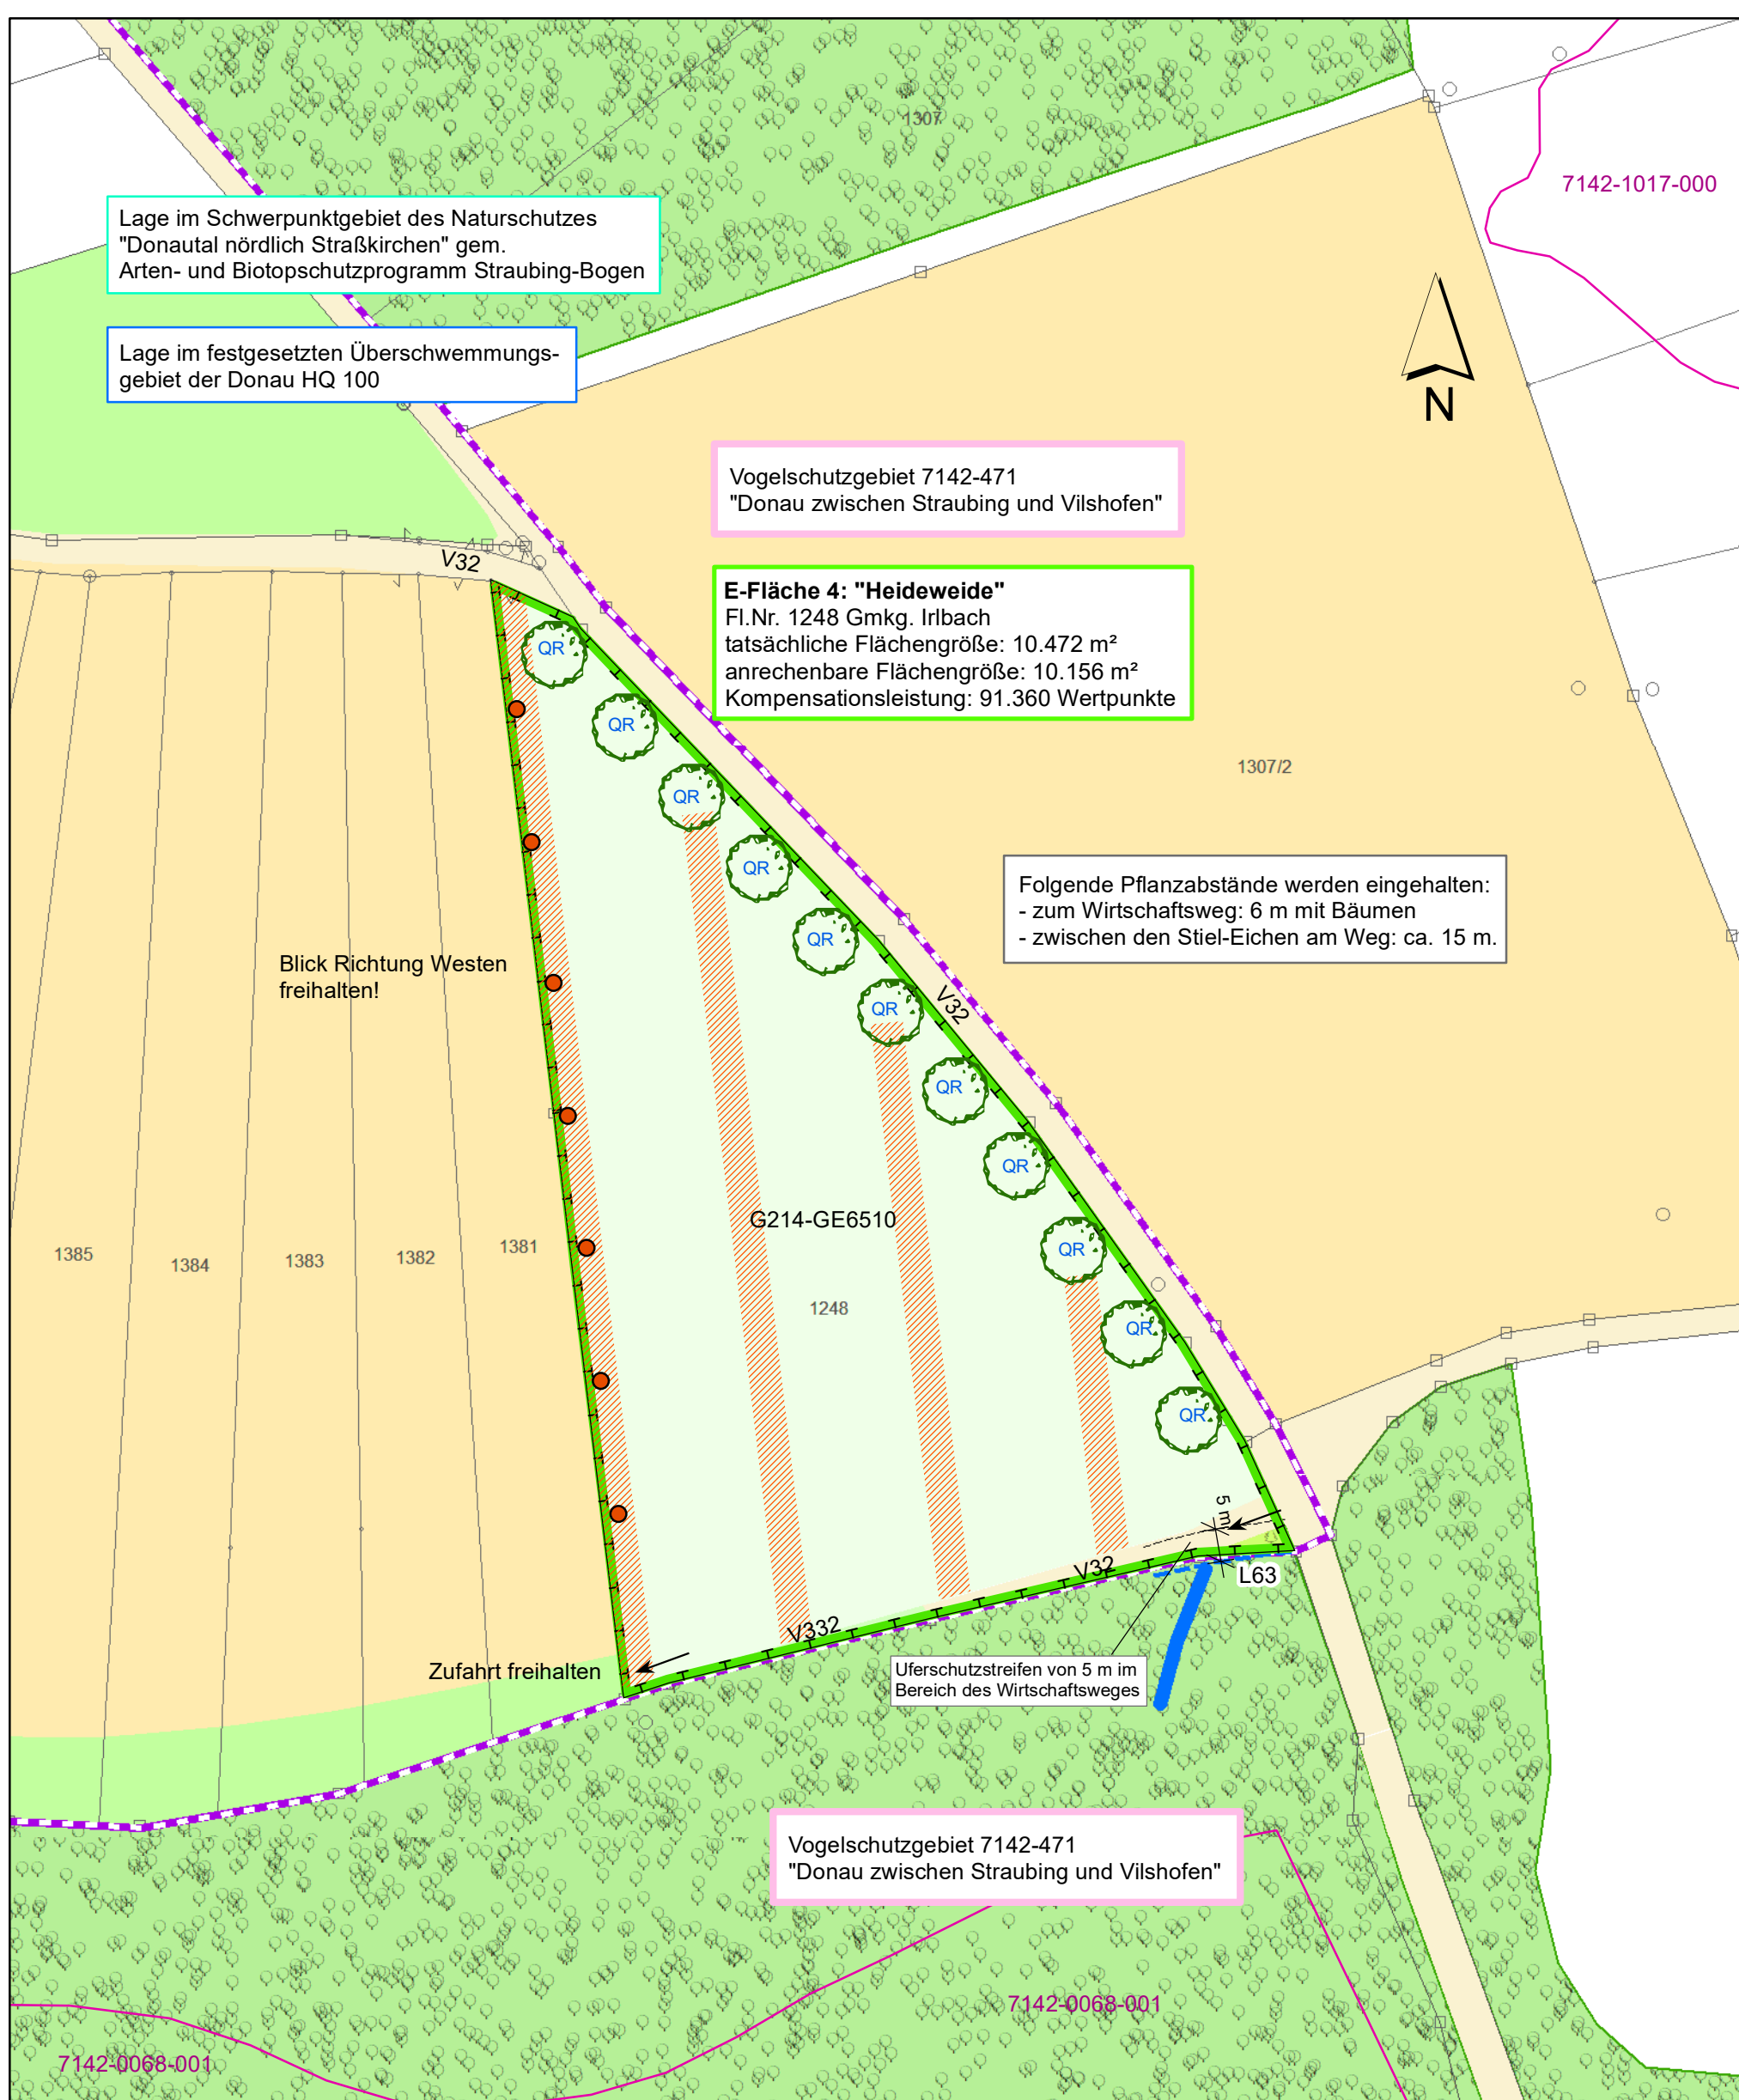 1307
7142-1017-000
Lage im Schwerpunktgebiet des Naturschutzes
"Donautal nördlich Straßkirchen" gem.
Arten- und Biotopschutzprogramm Straubing-Bogen
Lage im festgesetzten Überschwemmungs-
gebiet der Donau HQ 100
N
Vogelschutzgebiet 7142-471
"Donau zwischen Straubing und Vilshofen"
V32
E-Fläche 4: "Heideweide"
Fl.Nr. 1248 Gmkg. Irlbach
tatsächliche Flächengröße: 10.472 m²
anrechenbare Flächengröße: 10.156 m²
Kompensationsleistung: 91.360 Wertpunkte
QR
QR
QR
QR
QR
QR
QR
QR
QR
QR
QR
1307/2
Folgende Pflanzabstände werden eingehalten:
- zum Wirtschaftsweg: 6 m mit Bäumen
- zwischen den Stiel-Eichen am Weg: ca. 15 m.
Blick Richtung Westen
freihalten!
V32
G214-GE6510
1385
1384
1383
1382
1381
1248
5 m
V32
L63
V332
Zufahrt freihalten
Uferschutzstreifen von 5 m im
Bereich des Wirtschaftsweges
Vogelschutzgebiet 7142-471
"Donau zwischen Straubing und Vilshofen"
7142-0068-001
7142-0068-001